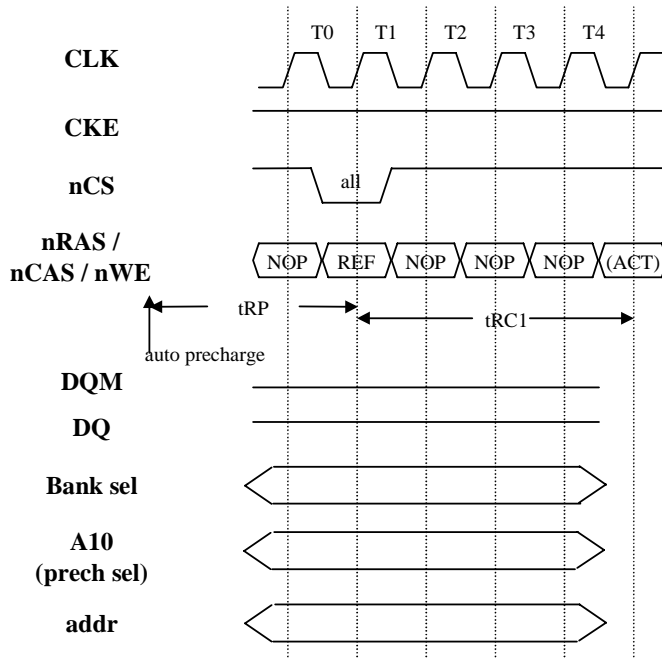 T0 T1 T2 T3 T4
CLK
CKE
nCS
all
nRAS /
nCAS / nWE
NOP REF NOP NOP NOP (ACT)
tRP
tRC1
auto precharge
DQM
DQ
Bank sel
A10
(prech sel)
addr